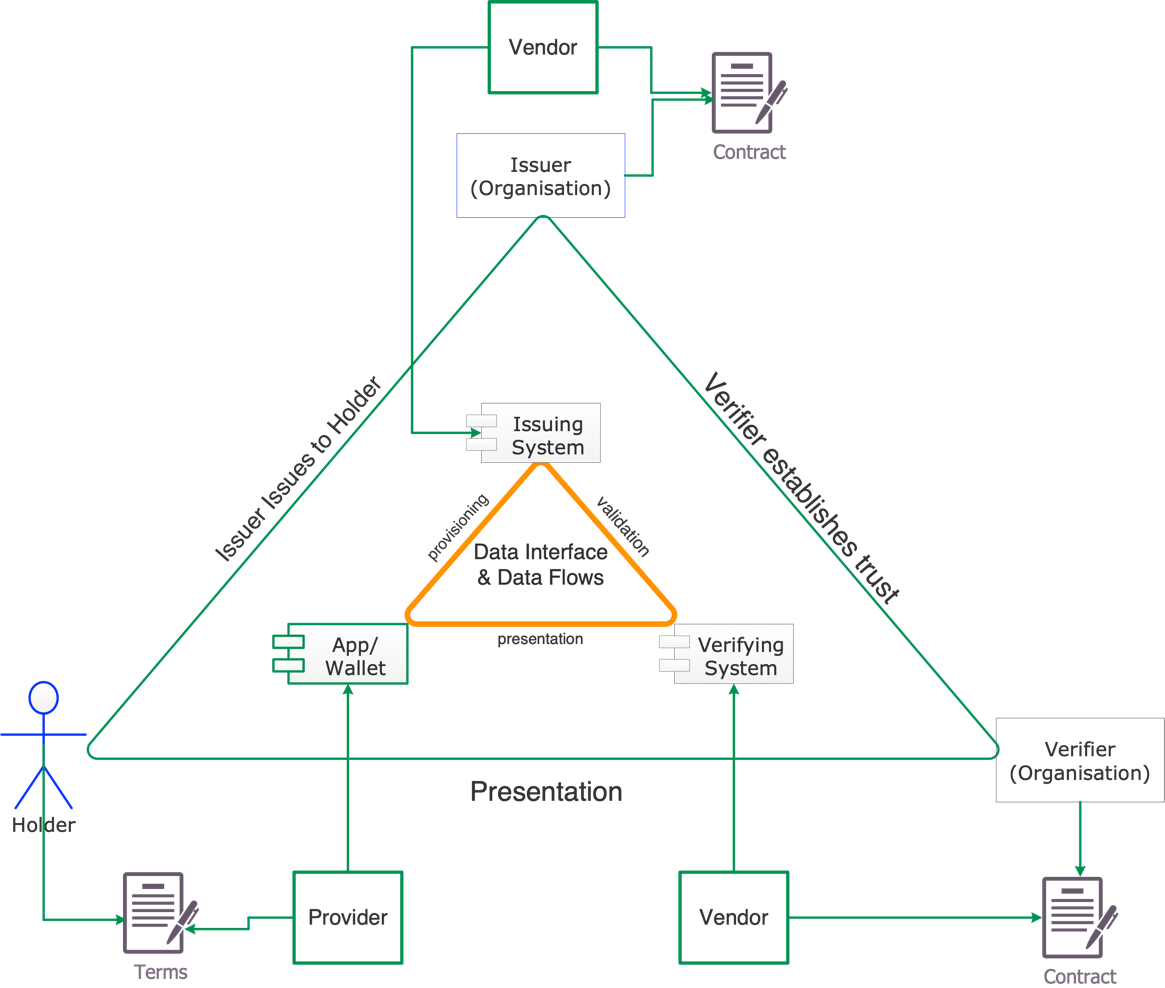 Vendor
Contract
Issuer
(Organisation)
Issuer Issues to Holder
Verifier establishes trust
Issuing
System
provisioning
validation
Data Interface
& Data Flows
presentation
App/
Wallet
Verifying
System
Holder
Presentation
Verifier
(Organisation)
Provider
Vendor
Terms
Contract